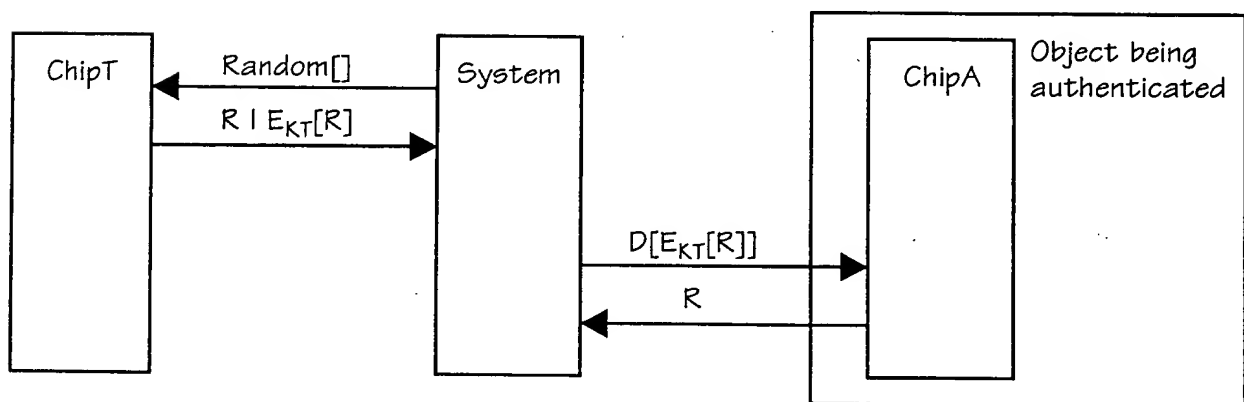 ChipT
Random[]
R | E_KT[R]
System
D[E_KT[R]]
R
ChipA
Object being
authenticated